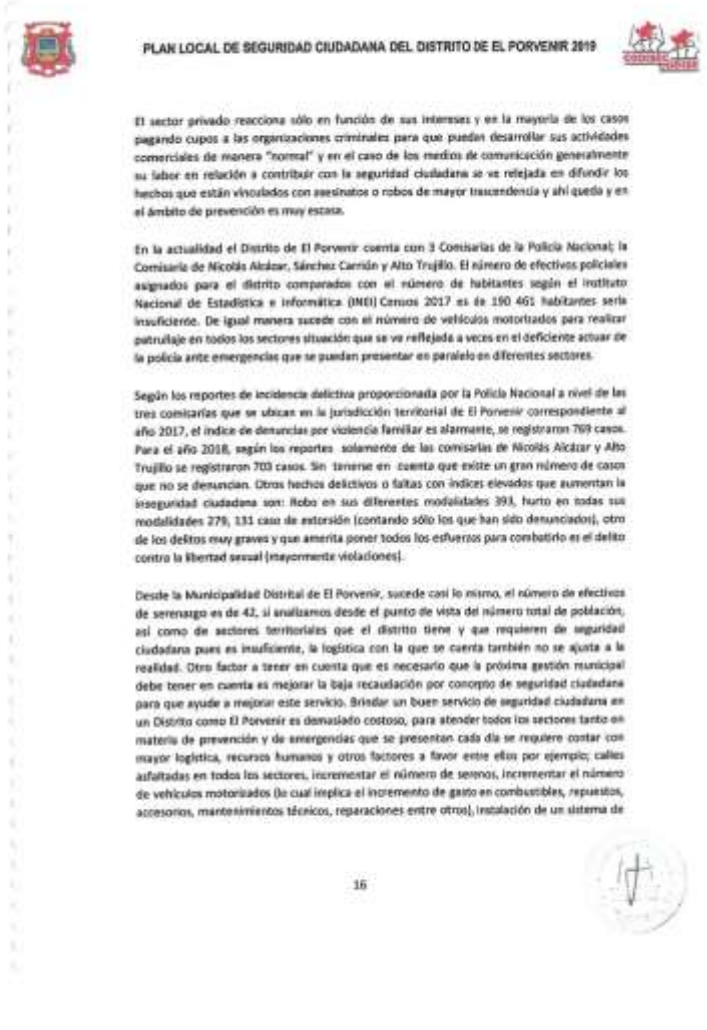 PLAN LOCAL DE SEGURIDAD CIUDADANA DEL DISTRITO DE EL PORVENIR 2019
El sector privado reacciona sólo en función de sus intereses y en la mayoría de los casos
pagando cupos a las organizaciones criminales para que puedan desarrollar sus actividades
comerciales de manera "normal" y en el caso de los medios de comunicación generalmente
su labor en relación a contribuir con la seguridad ciudadana se ve relejada en difundir los
hechos que están vinculados con asesinatos o robos de mayor trascendencia y ahí queda y en
el ámbito de prevención es muy escasa.
En la actualidad el Distrito de El Porvenir cuenta con 3 Comisarías de la Policía Nacional; la
Comisaría de Nicolás Alcázar, Sánchez Carrión y Alto Trujillo. El número de efectivos policiales
asignados para el distrito comparados con el número de habitantes según el Instituto
Nacional de Estadística e Informática (INEI) Censos 2017 es de 190 461 habitantes sería
insuficiente. De igual manera sucede con el número de vehículos motorizados para realizar
patrullaje en todos los sectores situación que se ve reflejada a veces en el deficiente actuar de
la policía ante emergencias que se puedan presentar en paralelo en diferentes sectores.
Según los reportes de incidencia delictiva proporcionada por la Policía Nacional a nivel de las
tres comisarías que se ubican en la jurisdicción territorial de El Porvenir correspondiente al
año 2017, el índice de denuncias por violencia familiar es alarmante, se registraron 769 casos.
Para el año 2018, según los reportes solamente de las comisarías de Nicolás Alcázar y Alto
Trujillo se registraron 703 casos. Sin tenerse en cuenta que existe un gran número de casos
que no se denuncian. Otros hechos delictivos o faltas con índices elevados que aumentan la
inseguridad ciudadana son: Robo en sus diferentes modalidades 393, hurto en todas sus
modalidades 279, 131 caso de extorsión (contando sólo los que han sido denunciados), otro
de los delitos muy graves y que amerita poner todos los esfuerzos para combatirlo es el delito
contra la libertad sexual (mayormente violaciones).
Desde la Municipalidad Distrital de El Porvenir, sucede casi lo mismo, el número de efectivos
de serenazgo es de 42, si analizamos desde el punto de vista del número total de población,
así como de sectores territoriales que el distrito tiene y que requieren de seguridad
ciudadana pues es insuficiente, la logística con la que se cuenta también no se ajusta a la
realidad. Otro factor a tener en cuenta que es necesario que la próxima gestión municipal
debe tener en cuenta es mejorar la baja recaudación por concepto de seguridad ciudadana
para que ayude a mejorar este servicio. Brindar un buen servicio de seguridad ciudadana en
un Distrito como El Porvenir es demasiado costoso, para atender todos los sectores tanto en
materia de prevención y de emergencias que se presentan cada día se requiere contar con
mayor logística, recursos humanos y otros factores a favor entre ellos por ejemplo; calles
asfaltadas en todos los sectores, incrementar el número de serenos, incrementar el número
de vehículos motorizados (lo cual implica el incremento de gasto en combustibles, repuestos,
accesorios, mantenimientos técnicos, reparaciones entre otros), instalación de un sistema de
16